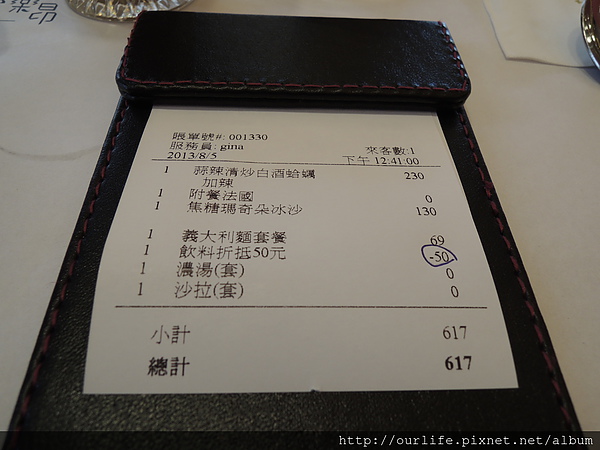 樂昂
帳單號#: 001330
服務員: gina 來客數:1
2013/8/5 下午 12:41:00
1 蒜辣清炒白酒蛤蠣 230
加辣
1 附餐法國 0
1 焦糖瑪奇朵冰沙 130
1 義大利麵套餐 69
1 飲料折抵50元 -50
1 濃湯(套) 0
1 沙拉(套) 0
小計 617
總計 617
http://ourlife.pixnet.net/album